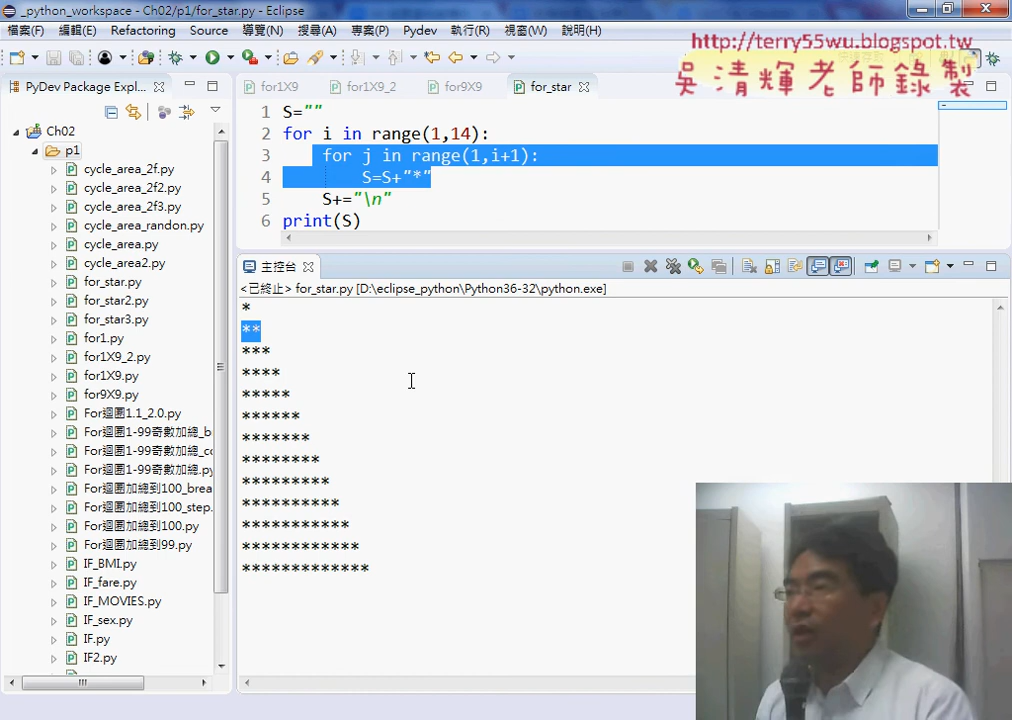 _python_workspace - Ch02/p1/for_star.py - Eclipse
檔案(F) 編輯(E) Refactoring Source 導覽(N) 搜尋(A) 專案(P) Pydev 執行(R) 視窗(W) 說明(H)
http://terry55wu.blogspot.tw
吳清輝老師錄製
PyDev Package Expl...
for1X9 for1X9_2 for9X9 for_star
Ch02
p1
cycle_area_2f.py
cycle_area_2f2.py
cycle_area_2f3.py
cycle_area_randon.py
cycle_area.py
cycle_area2.py
for_star.py
for_star2.py
for_star3.py
for1.py
for1X9_2.py
for1X9.py
for9X9.py
For迴圈1.1_2.0.py
For迴圈1-99奇數加總_b
For迴圈1-99奇數加總_cc
For迴圈1-99奇數加總.py
For迴圈加總到100_brea
For迴圈加總到100_step.
For迴圈加總到100.py
For迴圈加總到99.py
IF_BMI.py
IF_fare.py
IF_MOVIES.py
IF_sex.py
IF.py
IF2.py
1 S=""
2 for i in range(1,14):
3 for j in range(1,i+1):
4 S=S+"*"
5 S+="\n"
6 print(S)
主控台
<已終止> for_star.py [D:\eclipse_python\Python36-32\python.exe]
*
**
***
****
*****
******
*******
********
*********
**********
***********
************
*************